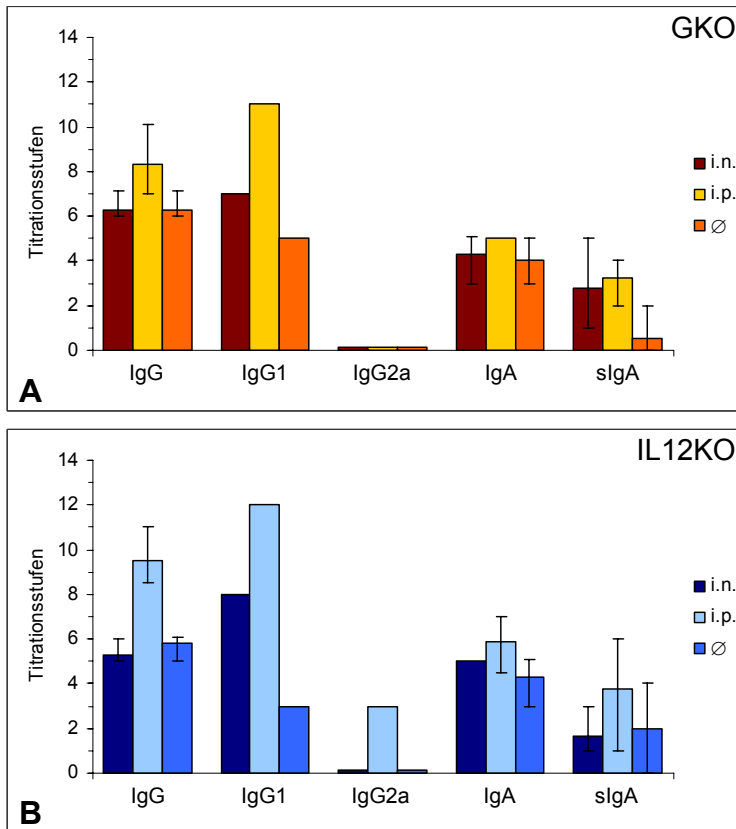 GKO
14
12
10
8
6
4
2
0
Titrationsstufen
IgG IgG1 IgG2a IgA sIgA
i.n.
i.p.
∅
A
IL12KO
14
12
10
8
6
4
2
0
Titrationsstufen
IgG IgG1 IgG2a IgA sIgA
i.n.
i.p.
∅
B